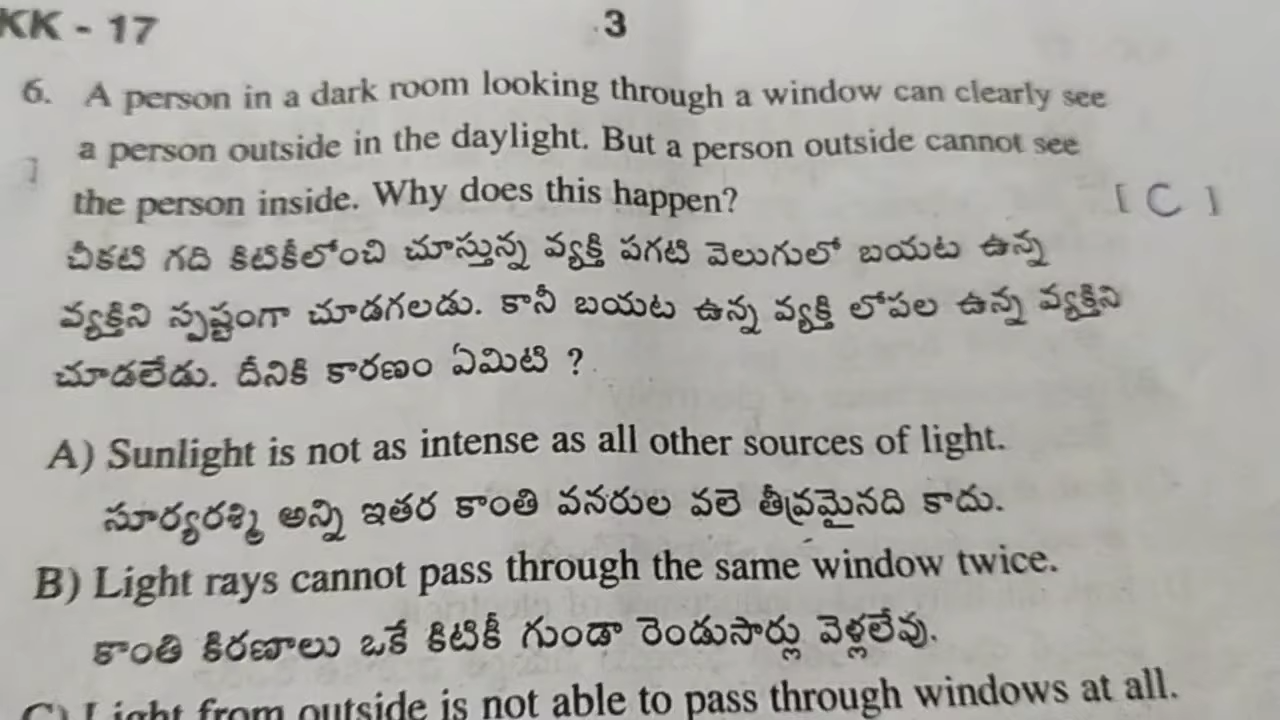 KK - 17
3
6. A person in a dark room looking through a window can clearly see
a person outside in the daylight. But a person outside cannot see
the person inside. Why does this happen?
[ C ]
చీకటి గది కిటికీలోంచి చూస్తున్న వ్యక్తి పగటి వెలుగులో బయట ఉన్న
వ్యక్తిని స్పష్టంగా చూడగలడు. కానీ బయట ఉన్న వ్యక్తి లోపల ఉన్న వ్యక్తిని
చూడలేడు. దీనికి కారణం ఏమిటి ?
A) Sunlight is not as intense as all other sources of light.
సూర్యరశ్మి అన్ని ఇతర కాంతి వనరుల వలె తీవ్రమైనది కాదు.
B) Light rays cannot pass through the same window twice.
కాంతి కిరణాలు ఒకే కిటికీ గుండా రెండుసార్లు వెళ్లలేవు.
C) Light from outside is not able to pass through windows at all.